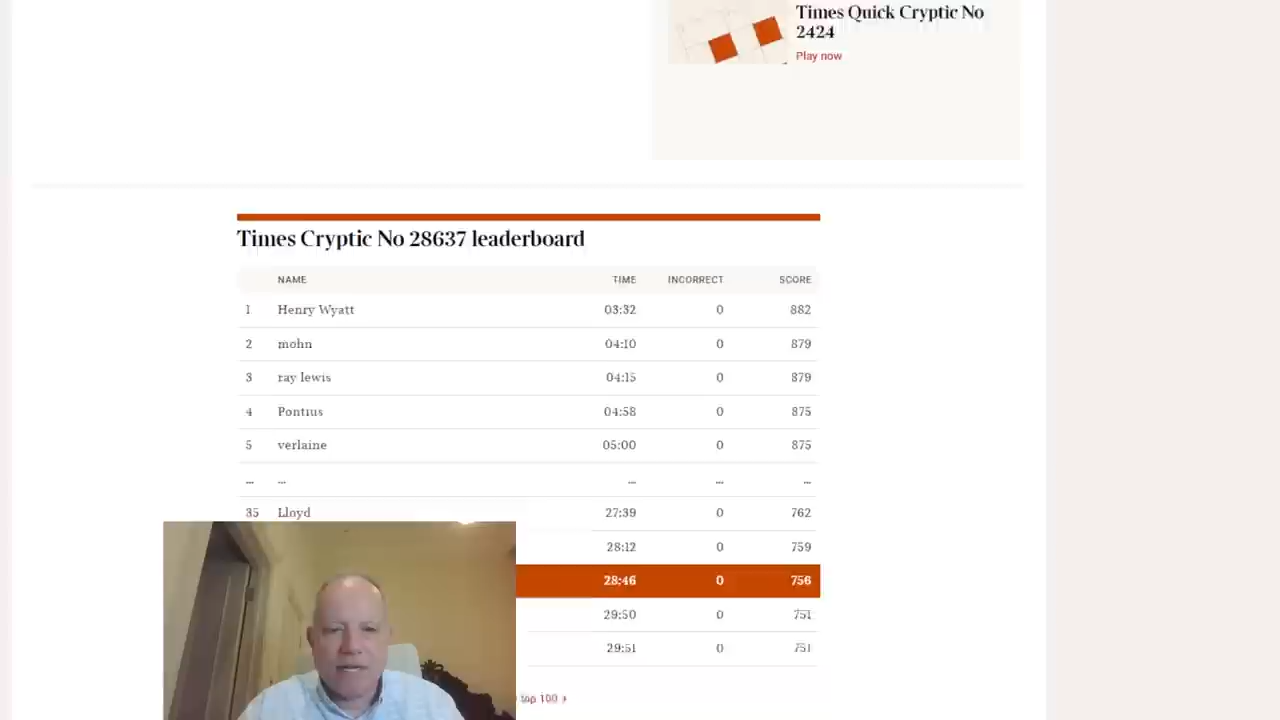 Times Quick Cryptic No
2424
Play now
Times Cryptic No 28637 leaderboard
NAME TIME INCORRECT SCORE
1 Henry Wyatt 03:32 0 882
2 mohn 04:10 0 879
3 ray lewis 04:15 0 879
4 Pontius 04:58 0 875
5 verlaine 05:00 0 875
... ... ... ... ...
35 Lloyd 27:39 0 762
28:12 0 759
28:46 0 756
29:50 0 751
29:51 0 751
top 100 ›